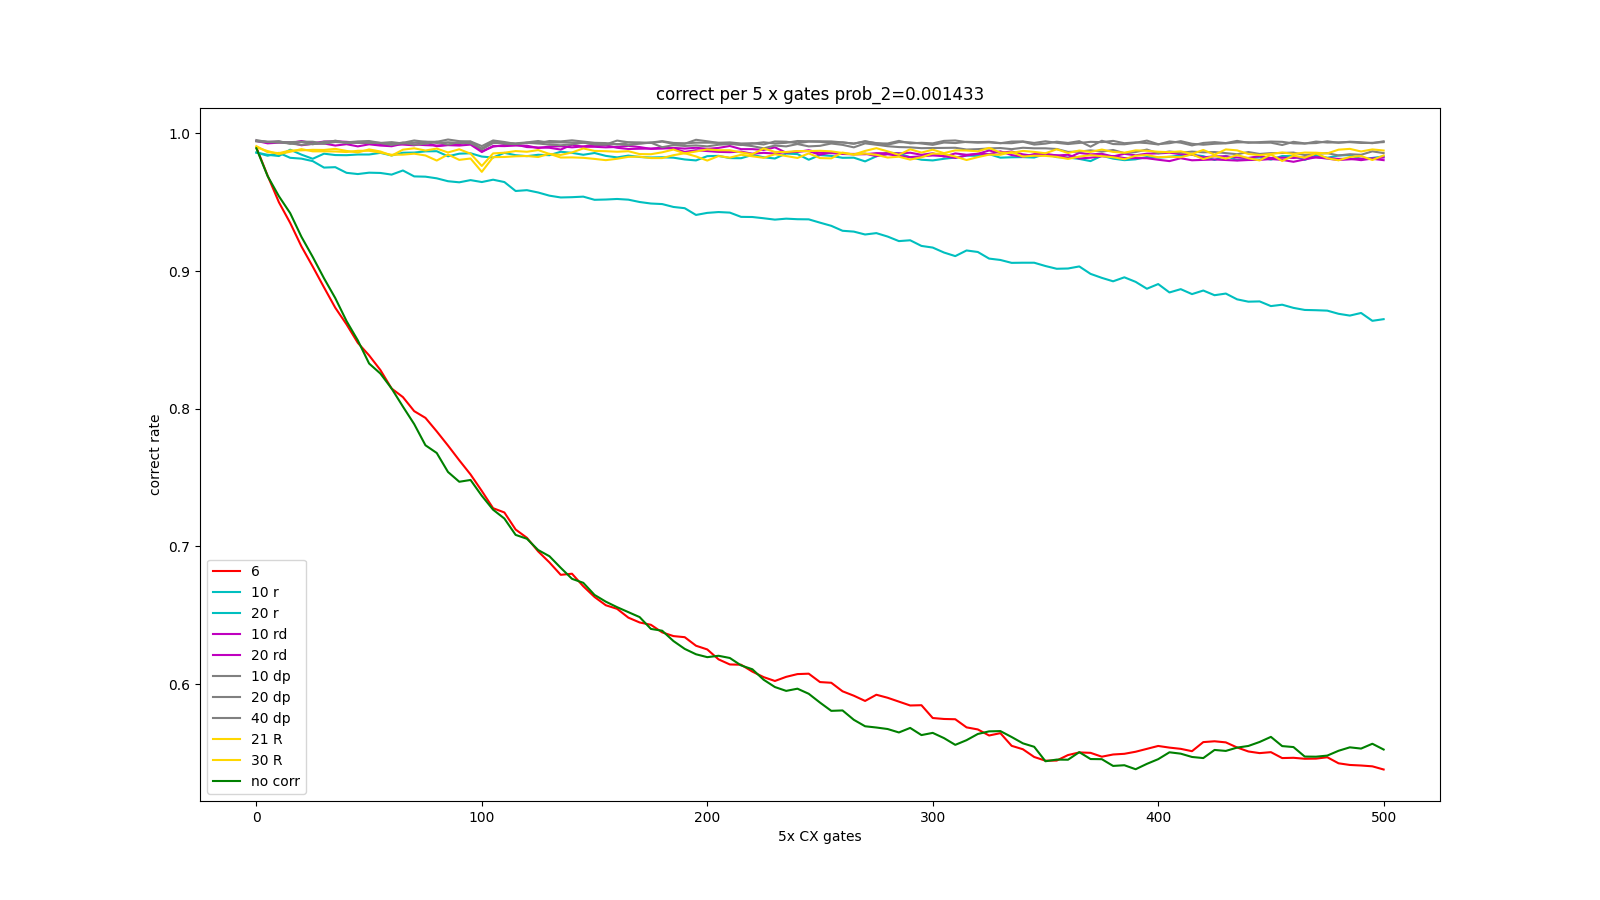 correct per 5 x gates prob_2=0.001433
correct rate
1.0
0.9
0.8
0.7
0.6
6
10 r
20 r
10 rd
20 rd
10 dp
20 dp
40 dp
21 R
30 R
no corr
0
100
200
300
400
500
5x CX gates